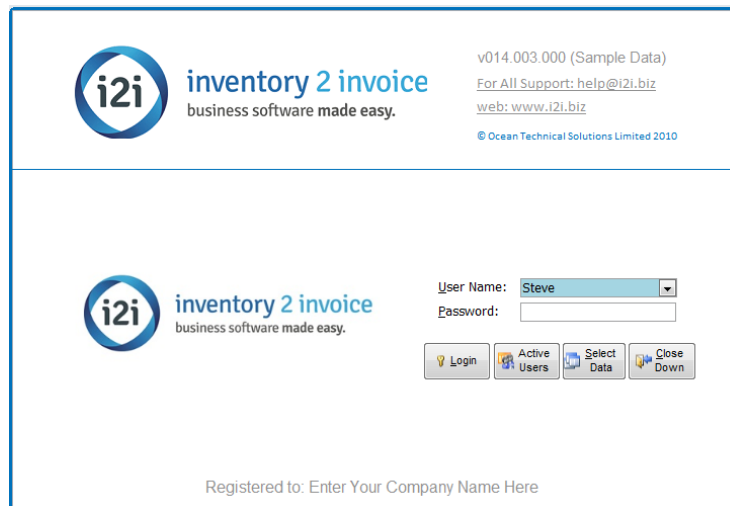 i2i
inventory 2 invoice
business software made easy.
v014.003.000 (Sample Data)
For All Support: help@i2i.biz
web: www.i2i.biz
© Ocean Technical Solutions Limited 2010
i2i
inventory 2 invoice
business software made easy.
User Name: Steve
Password:
Login
Active Users
Select Data
Close Down
Registered to: Enter Your Company Name Here